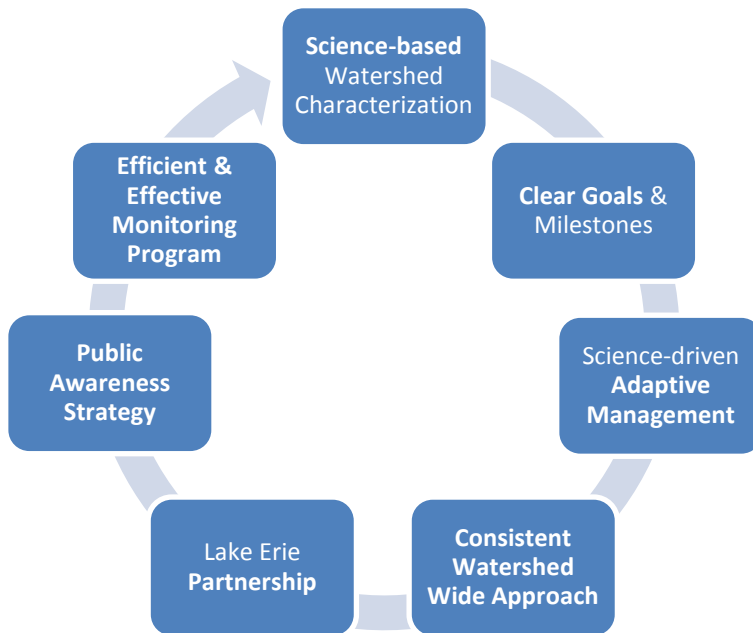 Science-based
Watershed
Characterization
Clear Goals &
Milestones
Science-driven
Adaptive
Management
Consistent
Watershed
Wide Approach
Lake Erie
Partnership
Public
Awareness
Strategy
Efficient &
Effective
Monitoring
Program